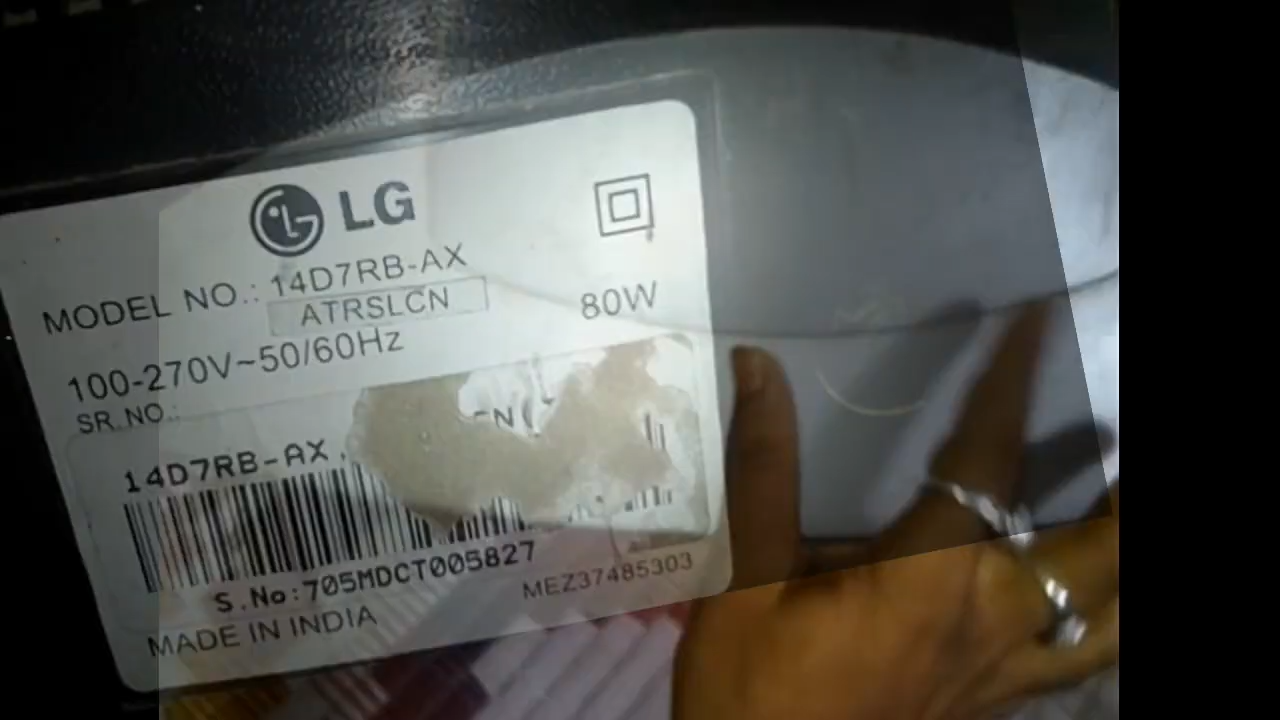 LG
MODEL NO.: 14D7RB-AX
ATRSLCN
80W
100-270V~50/60Hz
SR.NO.:
14D7RB-AX.
S.No:705MDCT005827
MEZ37485303
MADE IN INDIA